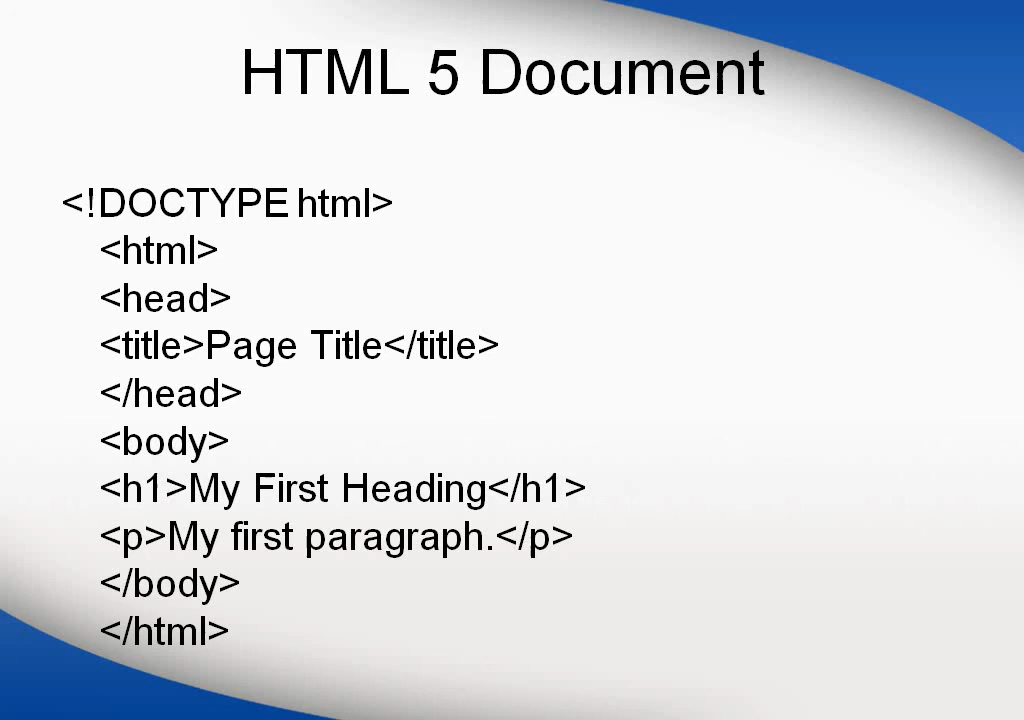 HTML 5 Document
<!DOCTYPE html>
<html>
<head>
<title>Page Title</title>
</head>
<body>
<h1>My First Heading</h1>
<p>My first paragraph.</p>
</body>
</html>